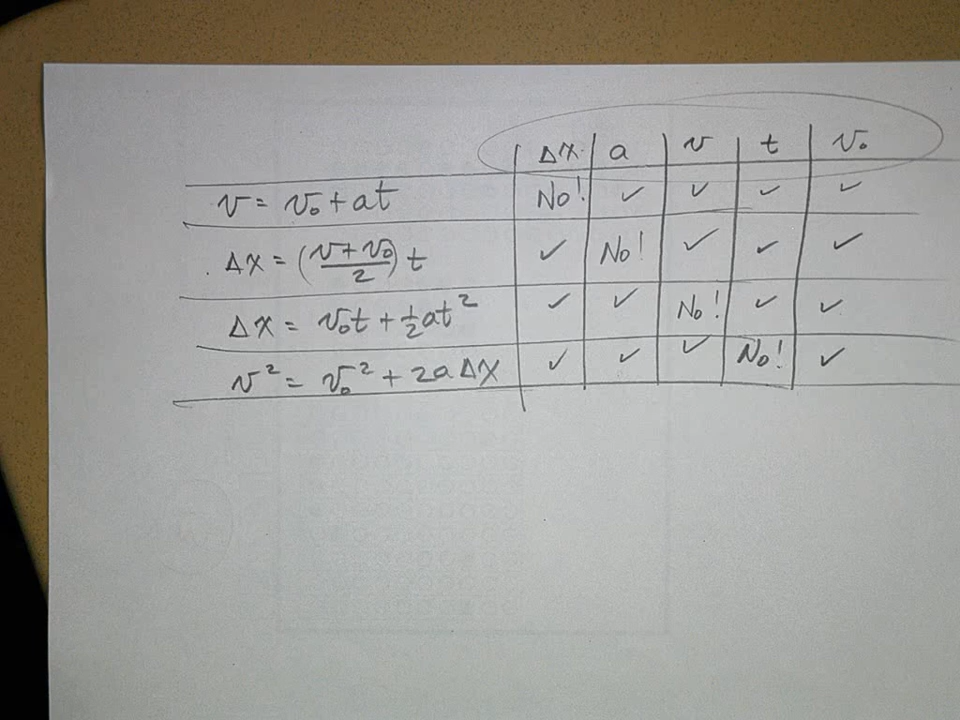 Δx a v t v₀
v = v₀ + at No! ✓ ✓ ✓ ✓
Δx = (v + v₀ / 2) t ✓ No! ✓ ✓ ✓
Δx = v₀t + ½at² ✓ ✓ No! ✓ ✓
v² = v₀² + 2aΔx ✓ ✓ ✓ No! ✓